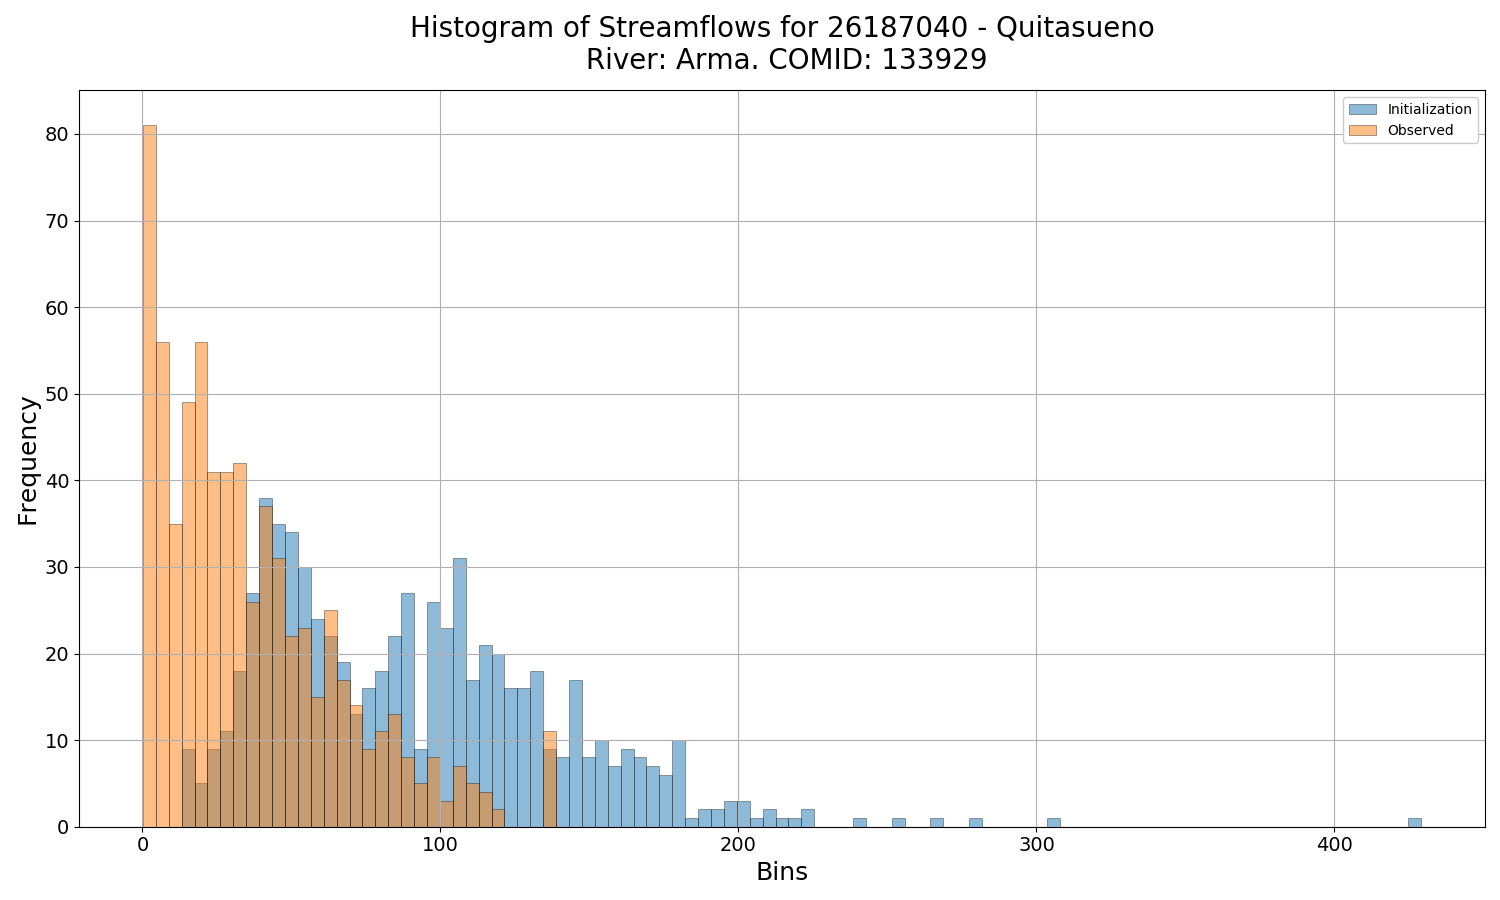 Histogram of Streamflows for 26187040 - Quitasueno
River: Arma. COMID: 133929
Initialization
Observed
80
70
60
50
40
30
20
10
0
Frequency
0 100 200 300 400
Bins